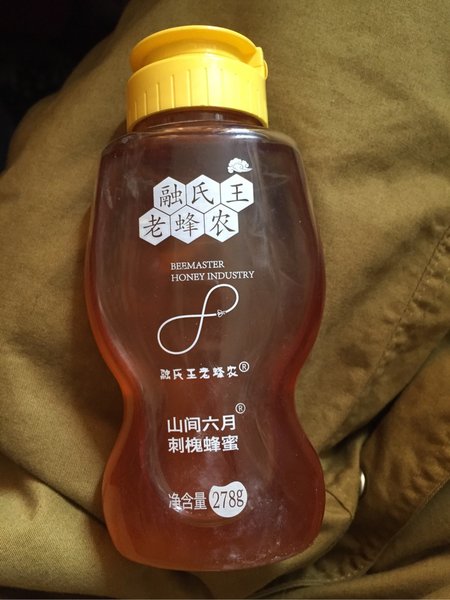 融氏王
老蜂农
BEEMASTER
HONEY INDUSTRY
融氏王老蜂农®
山间六月®
刺槐蜂蜜
净含量 278g